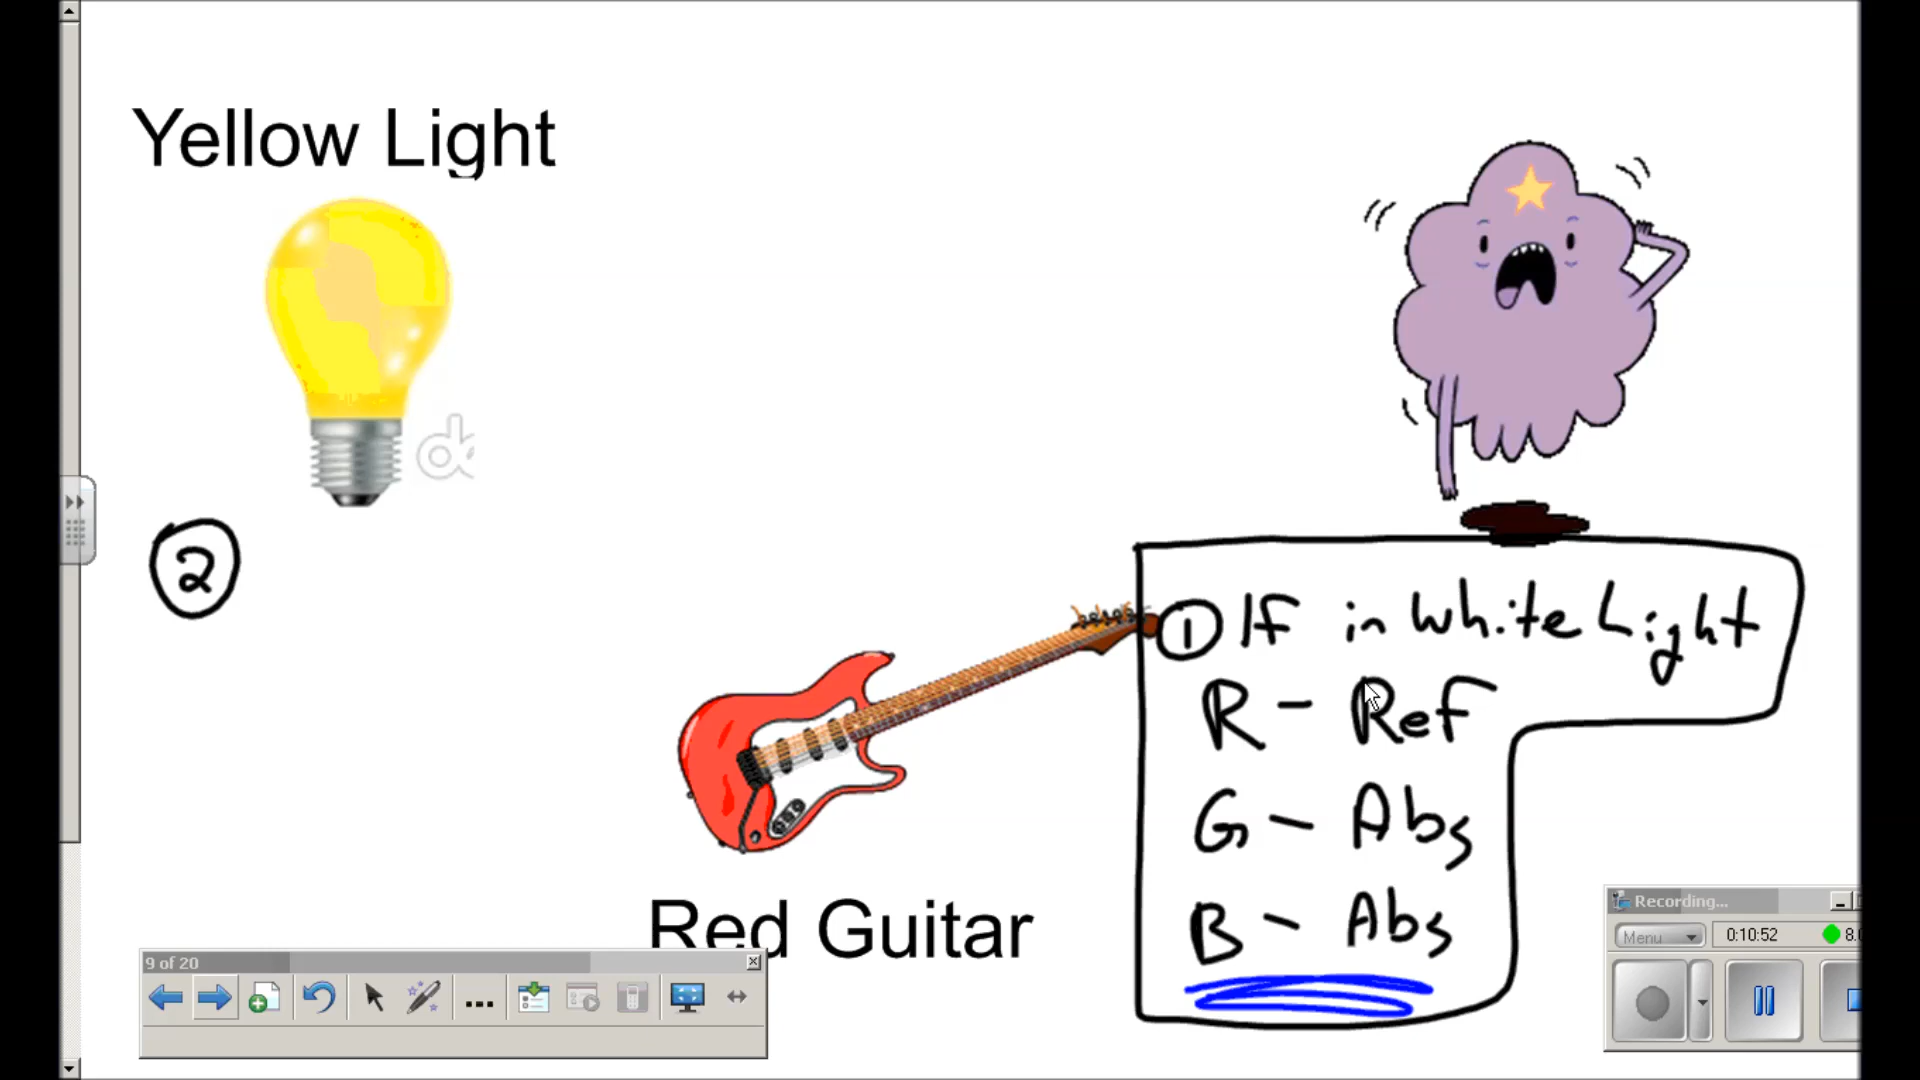 Yellow Light
2
1 If in White Light
R - Ref
G - Abs
B - Abs
Red Guitar
9 of 20
Recording...
Menu
0:10:52